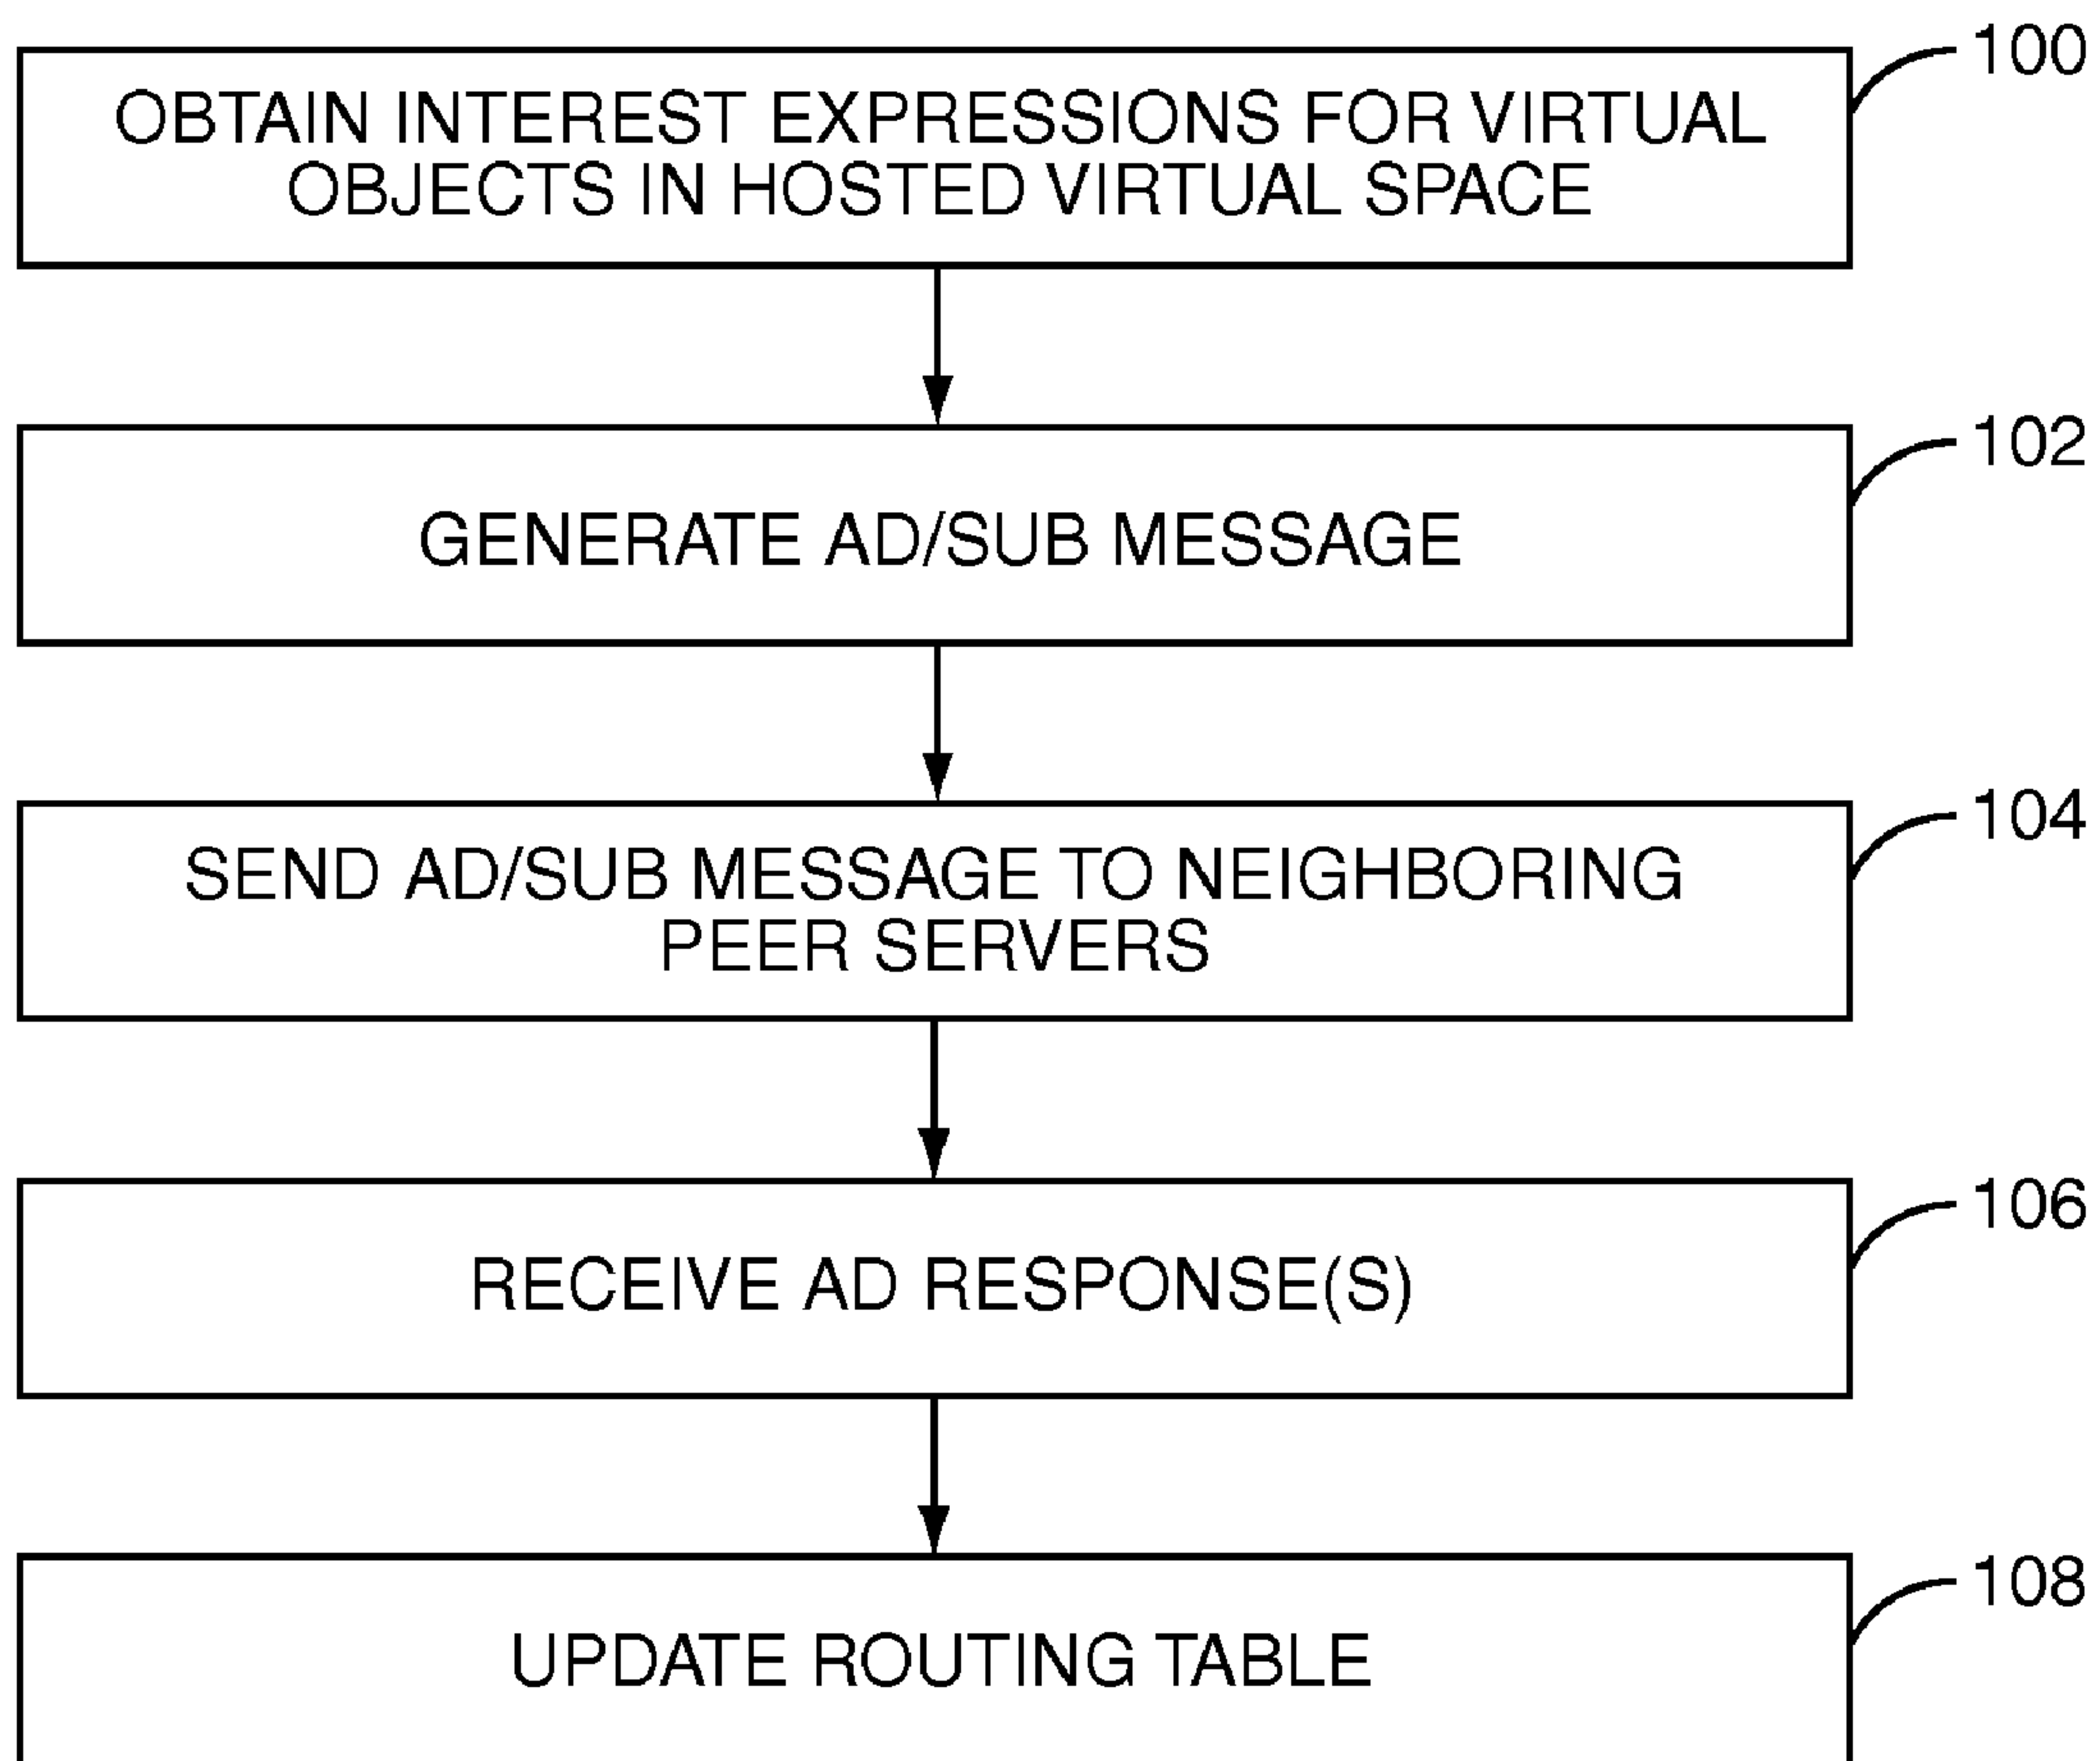 100
OBTAIN INTEREST EXPRESSIONS FOR VIRTUAL
OBJECTS IN HOSTED VIRTUAL SPACE
102
GENERATE AD/SUB MESSAGE
104
SEND AD/SUB MESSAGE TO NEIGHBORING
PEER SERVERS
106
RECEIVE AD RESPONSE(S)
108
UPDATE ROUTING TABLE